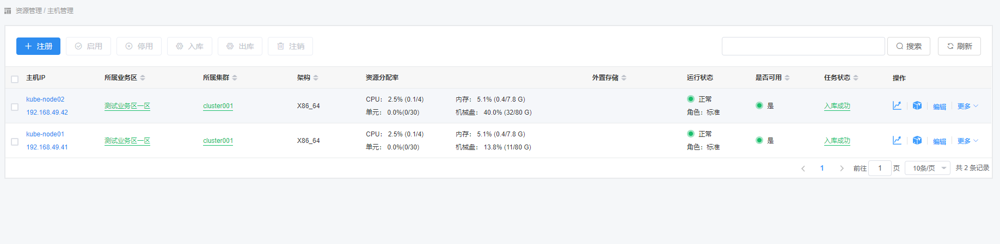 资源管理 / 主机管理
注册 启用 停用 入库 出库 注销 搜索 刷新
主机IP 所属业务区 所属集群 架构 资源分配率 外置存储 运行状态 是否可用 任务状态 操作
kube-node02 CPU： 2.5% (0.1/4) 内存： 5.1% (0.4/7.8 G) 正常
测试业务区一区 cluster001 X86_64 是 入库成功 编辑 更多
192.168.49.42 单元： 0.0%(0/30) 机械盘： 40.0% (32/80 G) 角色：标准
kube-node01 CPU： 2.5% (0.1/4) 内存： 5.1% (0.4/7.8 G) 正常
测试业务区一区 cluster001 X86_64 是 入库成功 编辑 更多
192.168.49.41 单元： 0.0%(0/30) 机械盘： 13.8% (11/80 G) 角色：标准
1 前往 1 页 10条/页 共 2 条记录